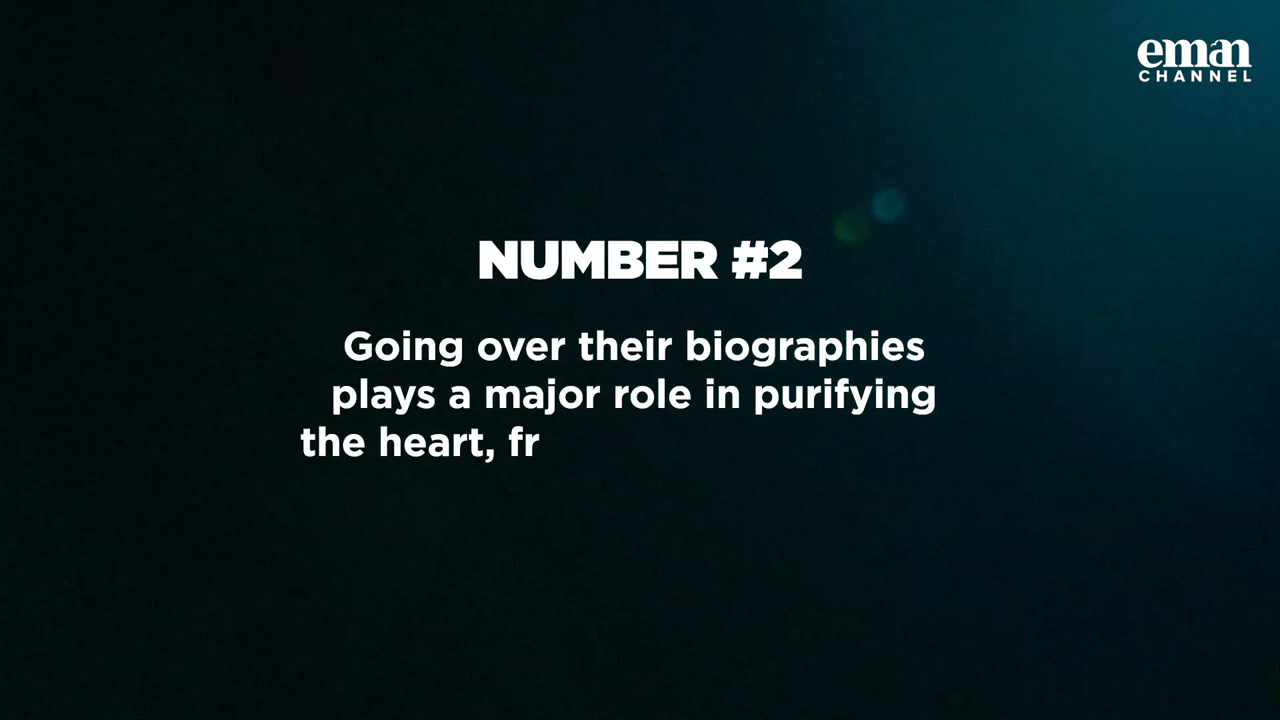 eman
CHANNEL
NUMBER #2
Going over their biographies
plays a major role in purifying
the heart, fr